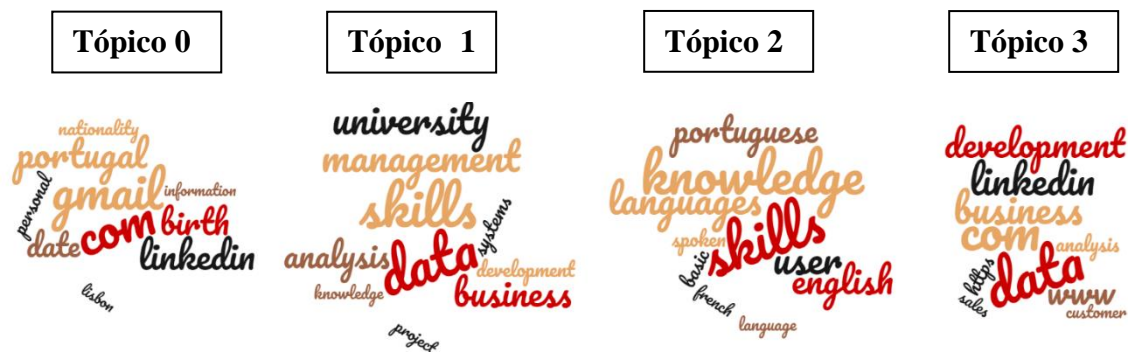 Tópico 0
Tópico 1
Tópico 2
Tópico 3
nationality
portugal
personal
gmail
information
date
com
birth
linkedin
lisbon
university
management
skills
systems
analysis
data
development
knowledge
business
project
portuguese
knowledge
languages
spoken
skills
basic
user
french
english
language
development
linkedin
business
com
analysis
https
data
sales
www
customer